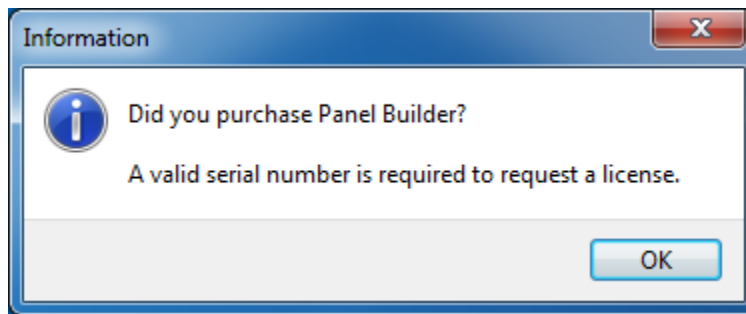 Information
Did you purchase Panel Builder?
A valid serial number is required to request a license.
OK